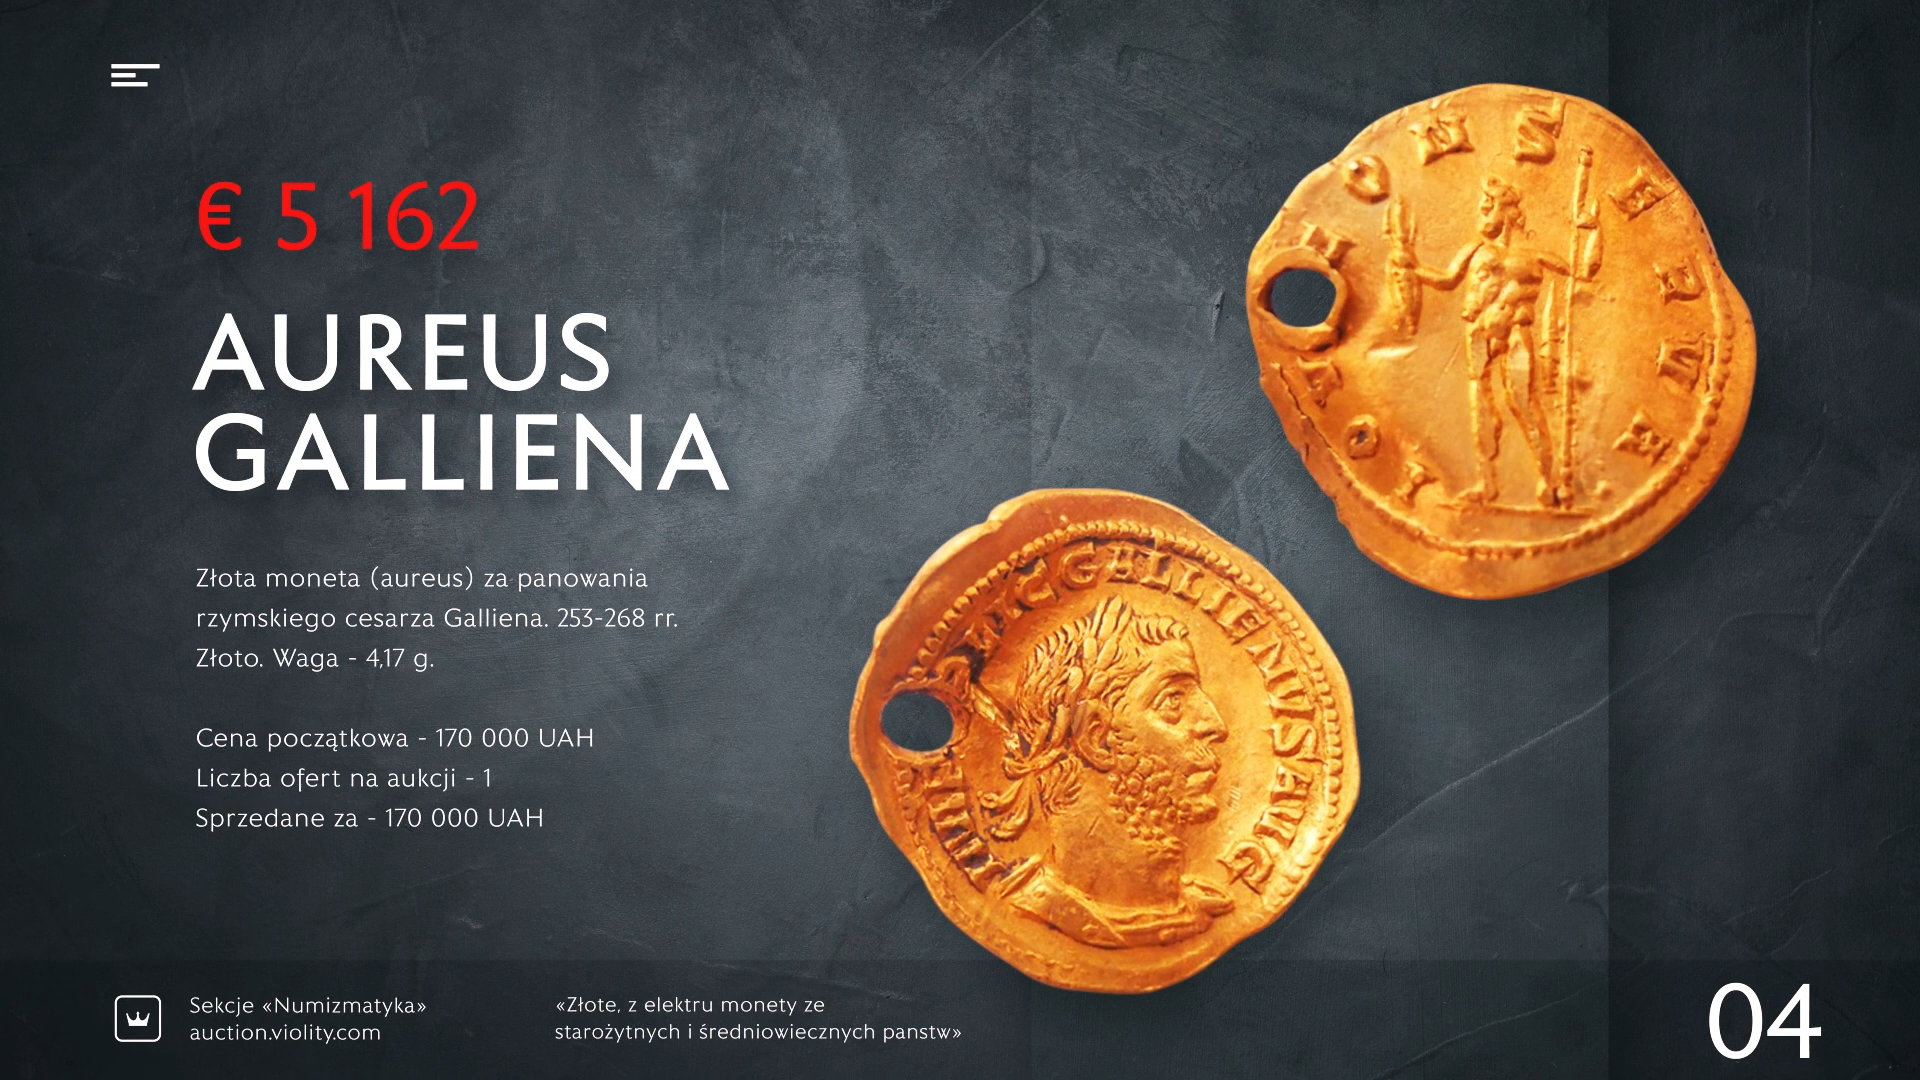 € 5 162
AUREUS
GALLIENA
Złota moneta (aureus) za panowania
rzymskiego cesarza Galliena. 253-268 rr.
Złoto. Waga - 4,17 g.
Cena początkowa - 170 000 UAH
Liczba ofert na aukcji - 1
Sprzedane za - 170 000 UAH
GALLIENUSAVG
Sekcje «Numizmatyka»
auction.violity.com
«Złote, z elektru monety ze
starożytnych i średniowiecznych panstw»
04